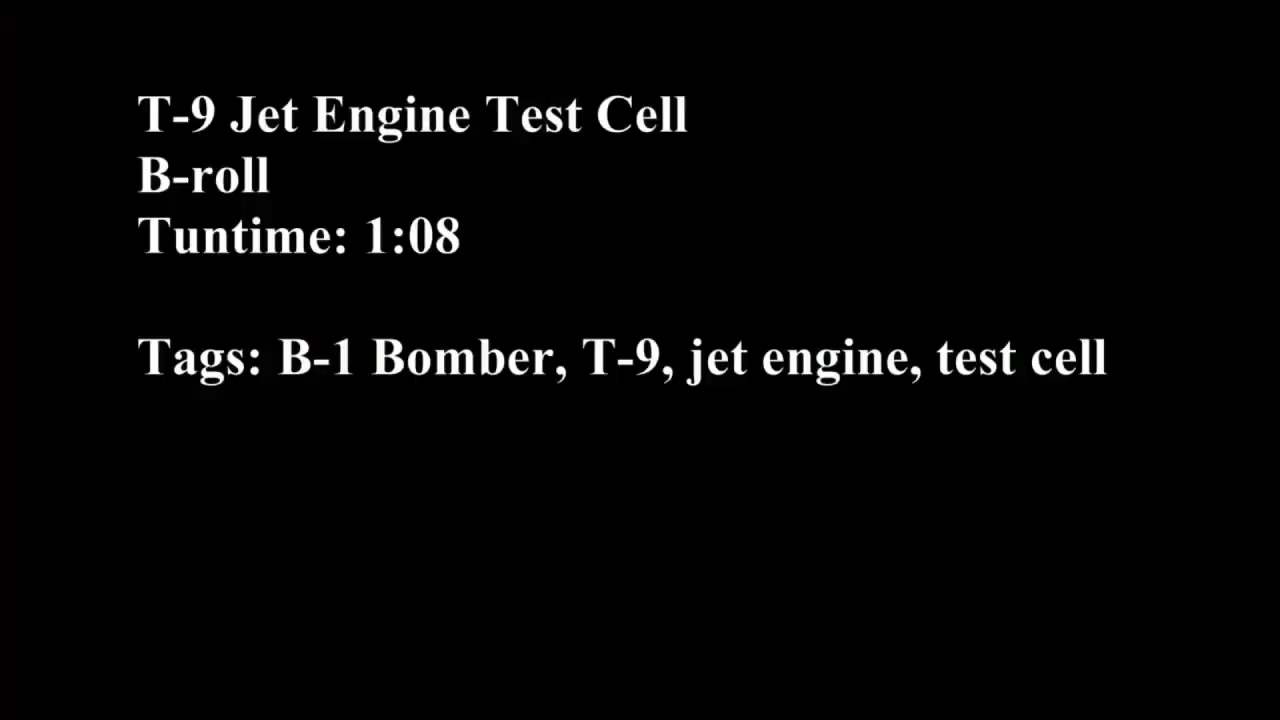 T-9 Jet Engine Test Cell
B-roll
Tuntime: 1:08
Tags: B-1 Bomber, T-9, jet engine, test cell